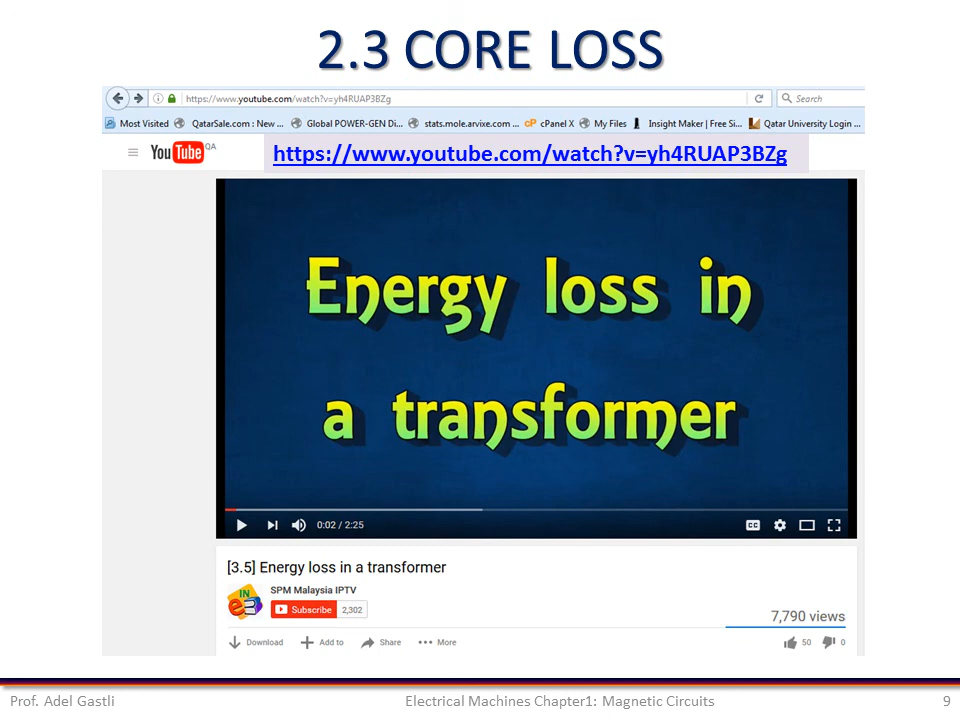 2.3 CORE LOSS
https://www.youtube.com/watch?v=yh4RUAP3BZg
Search
Most Visited
QatarSale.com : New ...
Global POWER-GEN Di...
stats.mole.arvixe.com ...
cP cPanel X
My Files
Insight Maker | Free Si...
Qatar University Login ...
YouTube QA
https://www.youtube.com/watch?v=yh4RUAP3BZg
Energy loss in
a transformer
0:02 / 2:25
CC
[3.5] Energy loss in a transformer
SPM Malaysia IPTV
Subscribe 2,302
7,790 views
Download
Add to
Share
More
50
0
Prof. Adel Gastli
Electrical Machines Chapter1: Magnetic Circuits
9